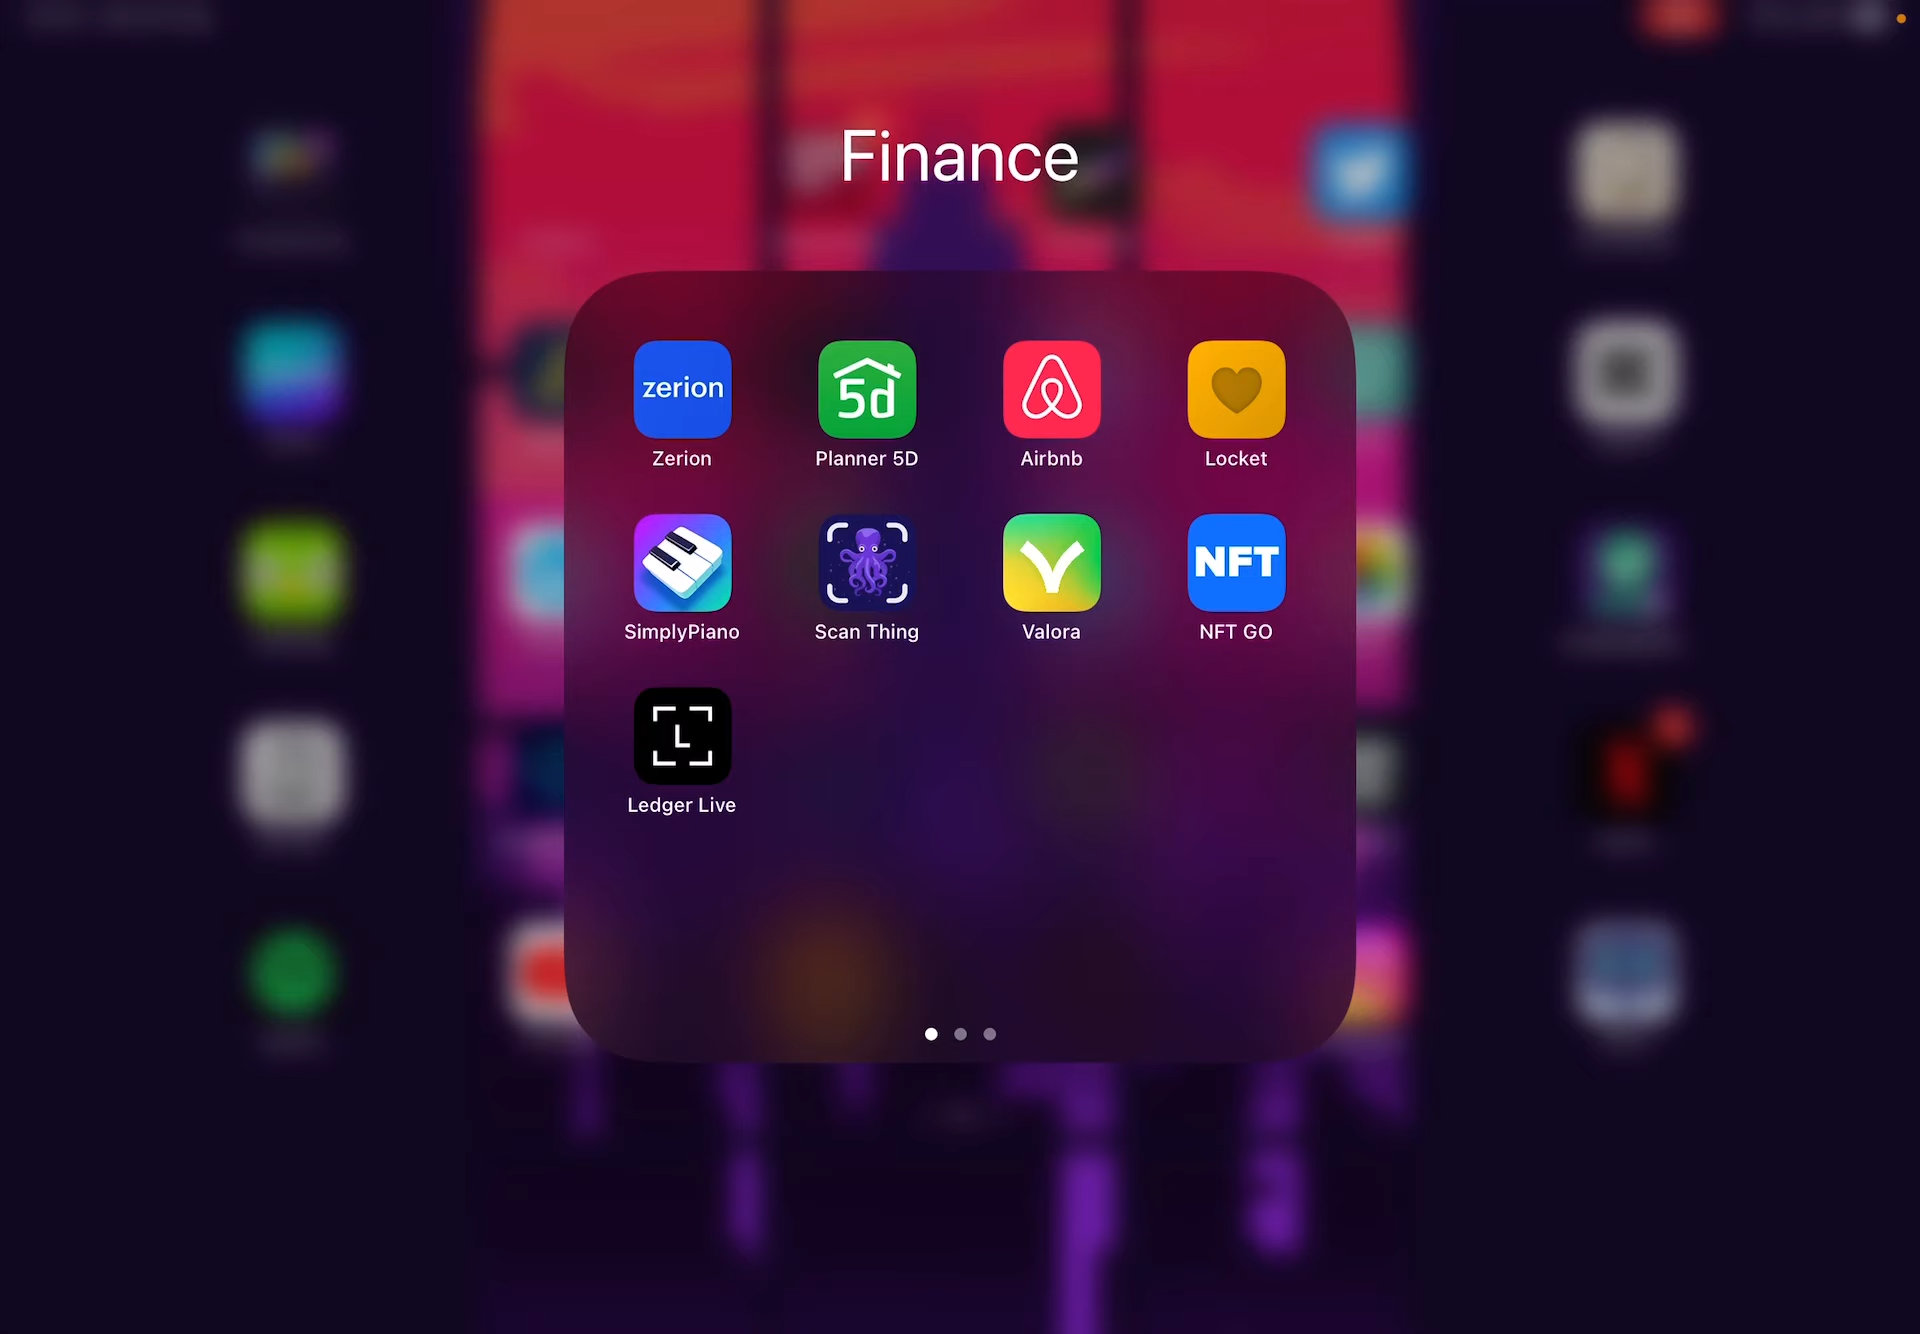 Finance
zerion
5d
Zerion
Planner 5D
Airbnb
Locket
NFT
SimplyPiano
Scan Thing
Valora
NFT GO
L
Ledger Live